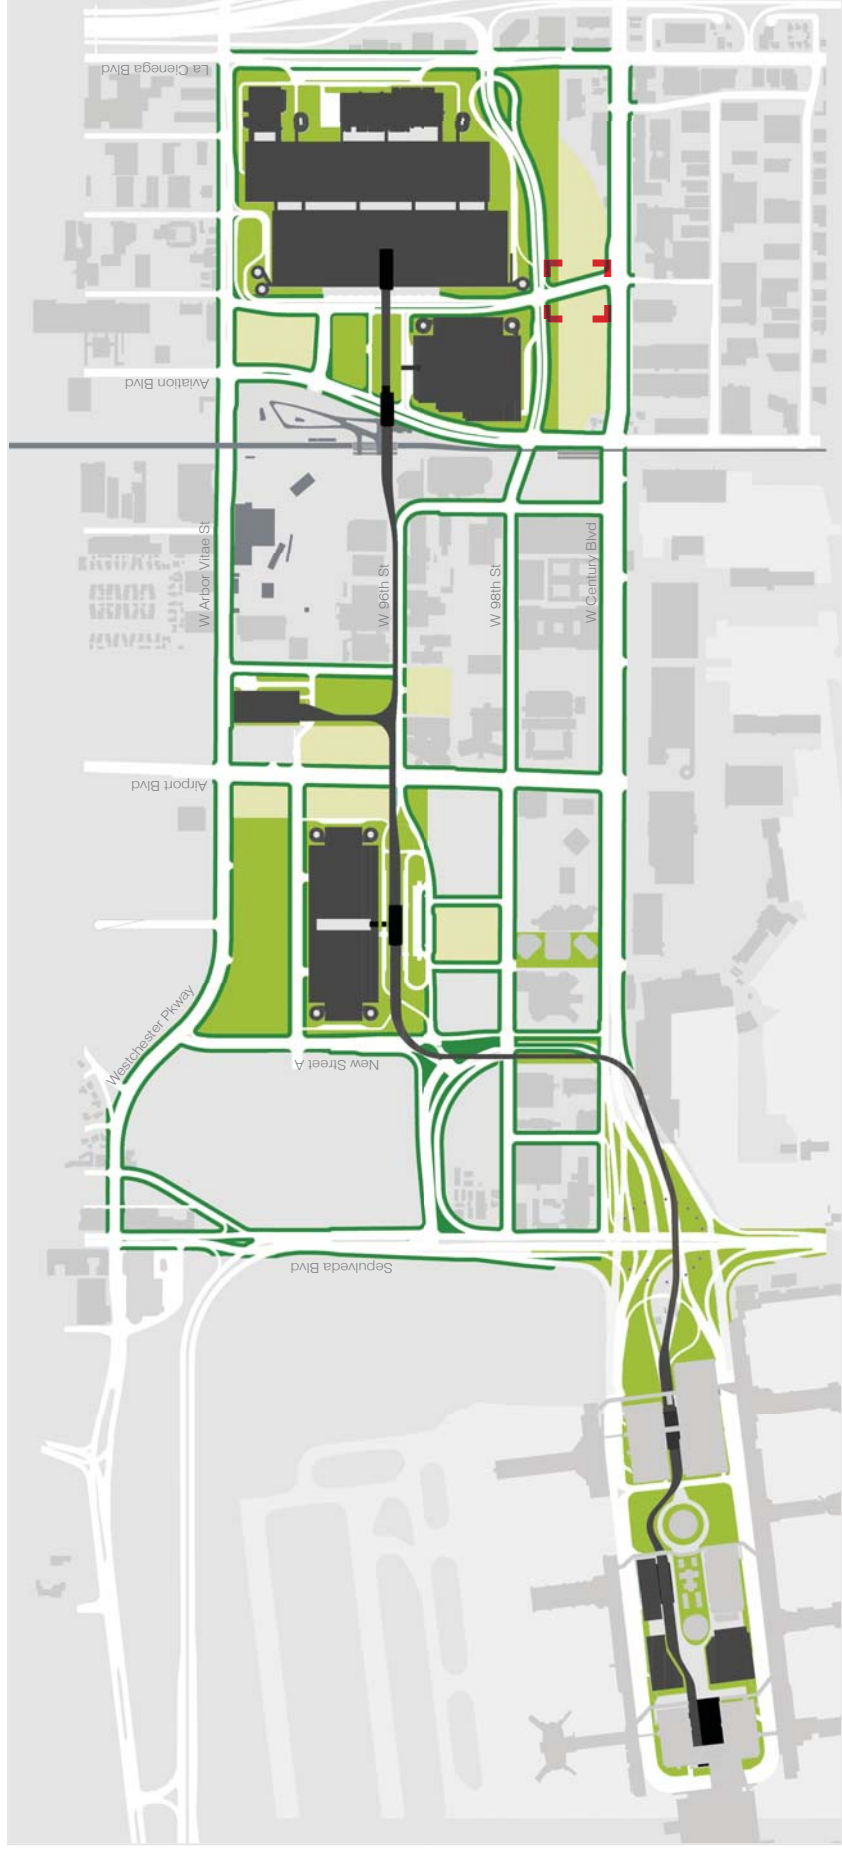 La Cienega Blvd
Aviation Blvd
W Arbor Vitae St
W 96th St
W 98th St
W Century Blvd
Airport Blvd
Westchester Pkway
New Street A
Sepulveda Blvd